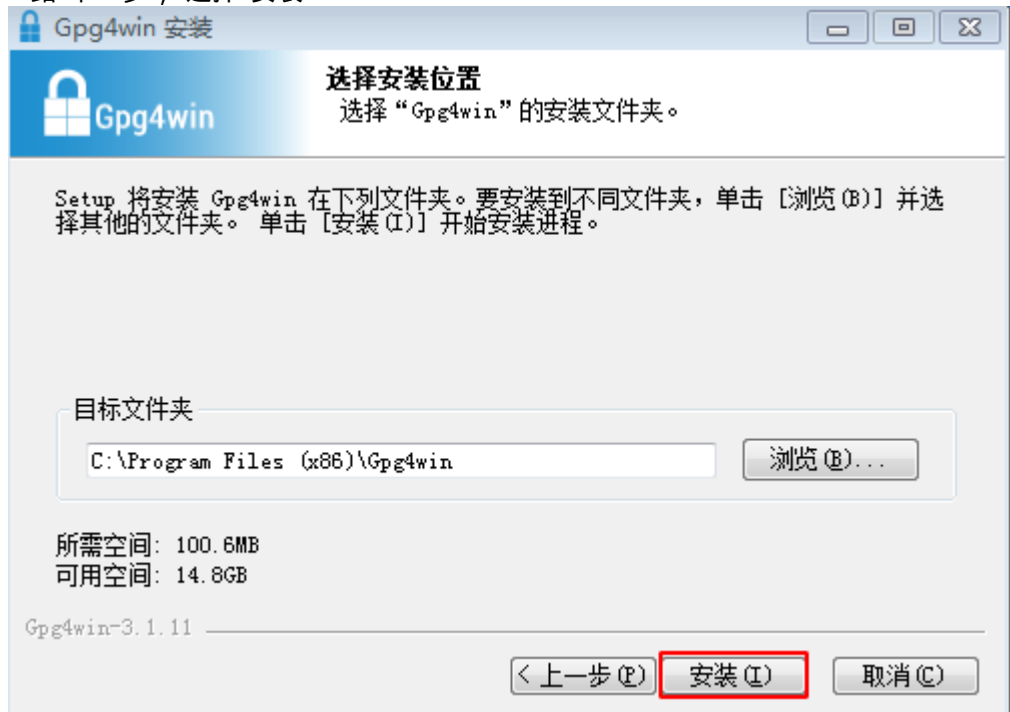 Gpg4win 安装
Gpg4win
选择安装位置
选择“Gpg4win”的安装文件夹。
Setup 将安装 Gpg4win 在下列文件夹。要安装到不同文件夹，单击 [浏览(B)] 并选
择其他的文件夹。 单击 [安装(I)] 开始安装进程。
目标文件夹
C:\Program Files (x86)\Gpg4win
浏览(B)...
所需空间: 100.6MB
可用空间: 14.8GB
Gpg4win-3.1.11
< 上一步(P)
安装(I)
取消(C)